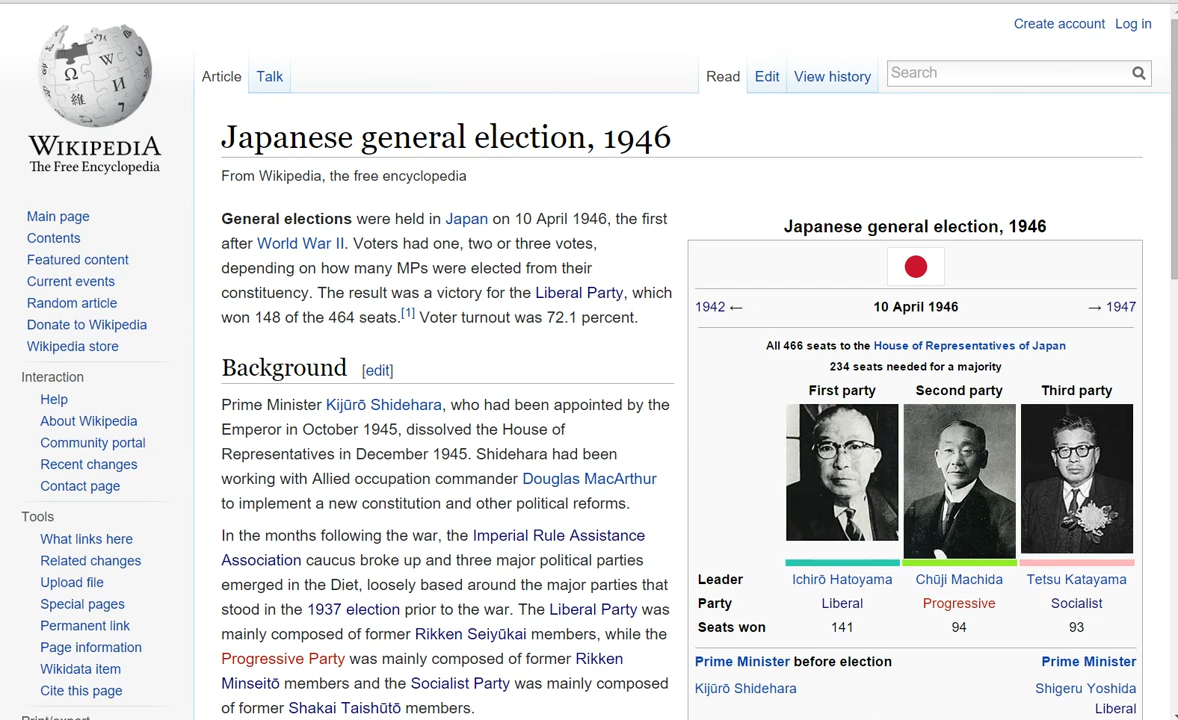 Create account Log in
Article Talk Read Edit View history Search
WIKIPEDIA
The Free Encyclopedia
Main page
Contents
Featured content
Current events
Random article
Donate to Wikipedia
Wikipedia store
Interaction
Help
About Wikipedia
Community portal
Recent changes
Contact page
Tools
What links here
Related changes
Upload file
Special pages
Permanent link
Page information
Wikidata item
Cite this page
Print/export
Japanese general election, 1946
From Wikipedia, the free encyclopedia
General elections were held in Japan on 10 April 1946, the first
after World War II. Voters had one, two or three votes,
depending on how many MPs were elected from their
constituency. The result was a victory for the Liberal Party, which
won 148 of the 464 seats.[1] Voter turnout was 72.1 percent.
Background [edit]
Prime Minister Kijūrō Shidehara, who had been appointed by the
Emperor in October 1945, dissolved the House of
Representatives in December 1945. Shidehara had been
working with Allied occupation commander Douglas MacArthur
to implement a new constitution and other political reforms.
In the months following the war, the Imperial Rule Assistance
Association caucus broke up and three major political parties
emerged in the Diet, loosely based around the major parties that
stood in the 1937 election prior to the war. The Liberal Party was
mainly composed of former Rikken Seiyūkai members, while the
Progressive Party was mainly composed of former Rikken
Minseitō members and the Socialist Party was mainly composed
of former Shakai Taishūtō members.
Japanese general election, 1946
1942 ← 10 April 1946 → 1947
All 466 seats to the House of Representatives of Japan
234 seats needed for a majority
First party Second party Third party
Leader Ichirō Hatoyama Chūji Machida Tetsu Katayama
Party Liberal Progressive Socialist
Seats won 141 94 93
Prime Minister before election Prime Minister
Kijūrō Shidehara Shigeru Yoshida
Liberal